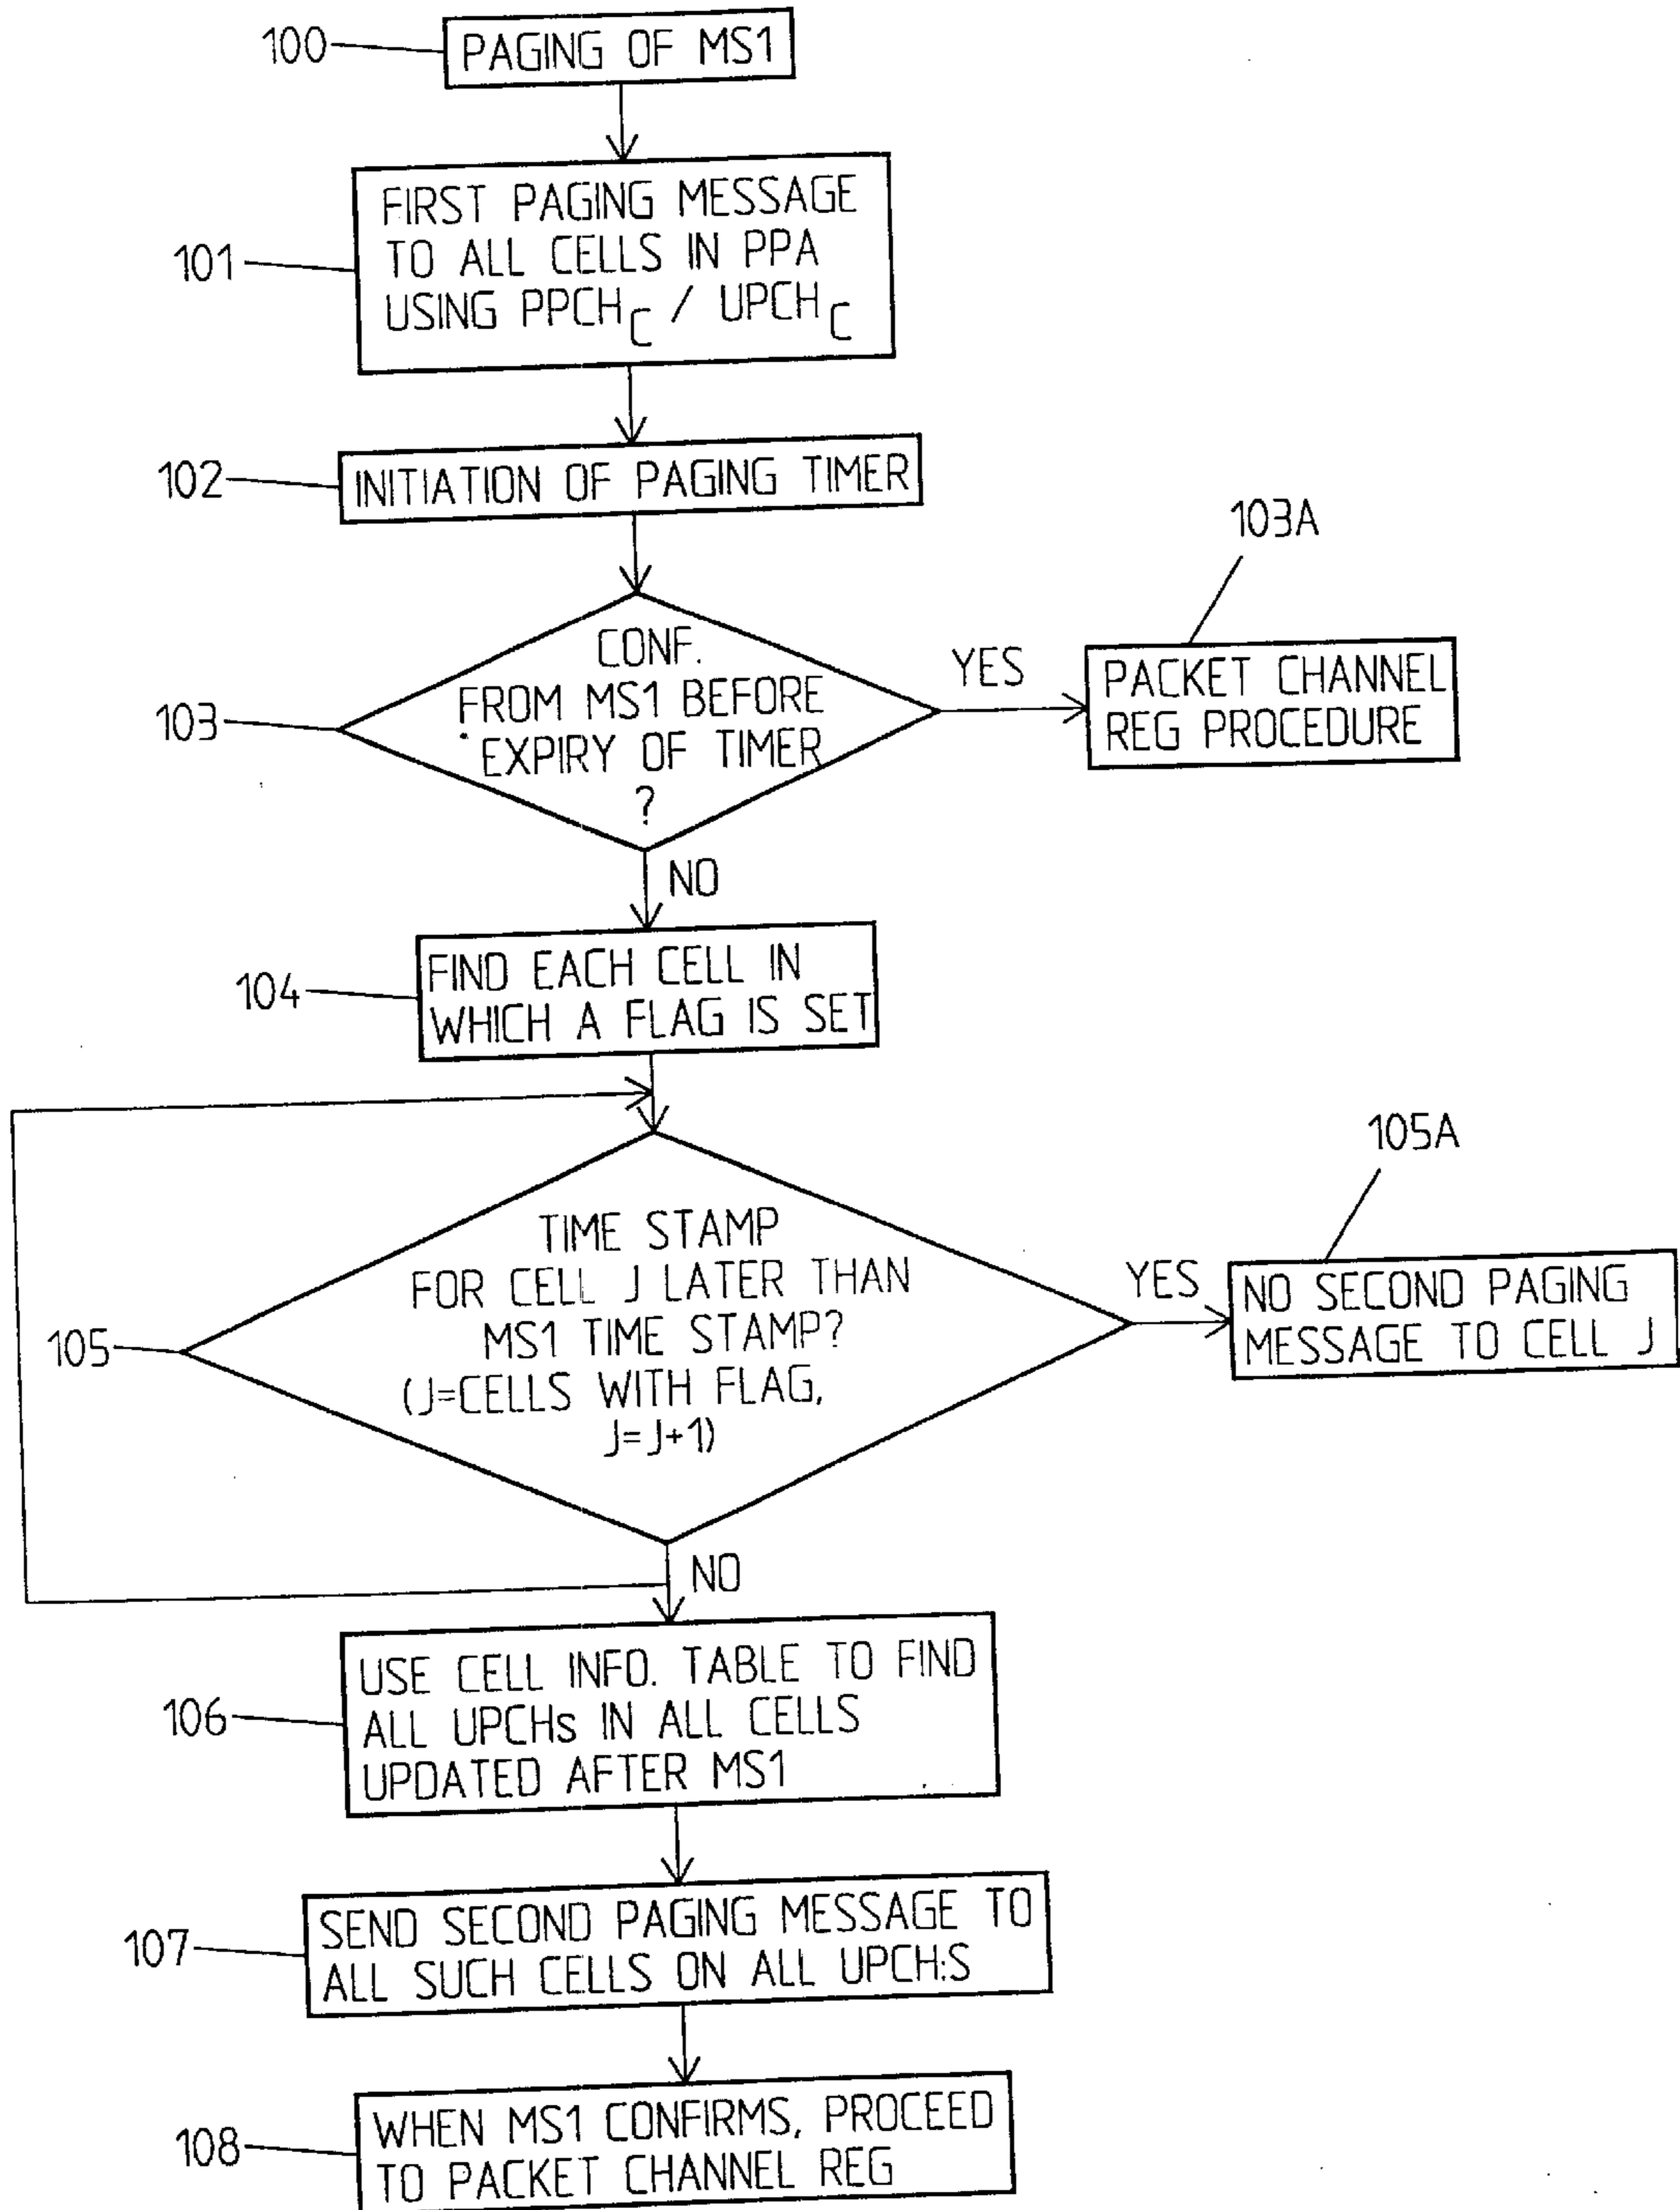 100
PAGING OF MS1
101
FIRST PAGING MESSAGE
TO ALL CELLS IN PPA
USING PPCH_C / UPCH_C
102
INITIATION OF PAGING TIMER
103
CONF.
FROM MS1 BEFORE
EXPIRY OF TIMER
?
YES
103A
PACKET CHANNEL
REG PROCEDURE
NO
104
FIND EACH CELL IN
WHICH A FLAG IS SET
105
TIME STAMP
FOR CELL J LATER THAN
MS1 TIME STAMP?
(J=CELLS WITH FLAG,
J=J+1)
YES
105A
NO SECOND PAGING
MESSAGE TO CELL J
NO
106
USE CELL INFO. TABLE TO FIND
ALL UPCHs IN ALL CELLS
UPDATED AFTER MS1
107
SEND SECOND PAGING MESSAGE TO
ALL SUCH CELLS ON ALL UPCH:S
108
WHEN MS1 CONFIRMS, PROCEED
TO PACKET CHANNEL REG